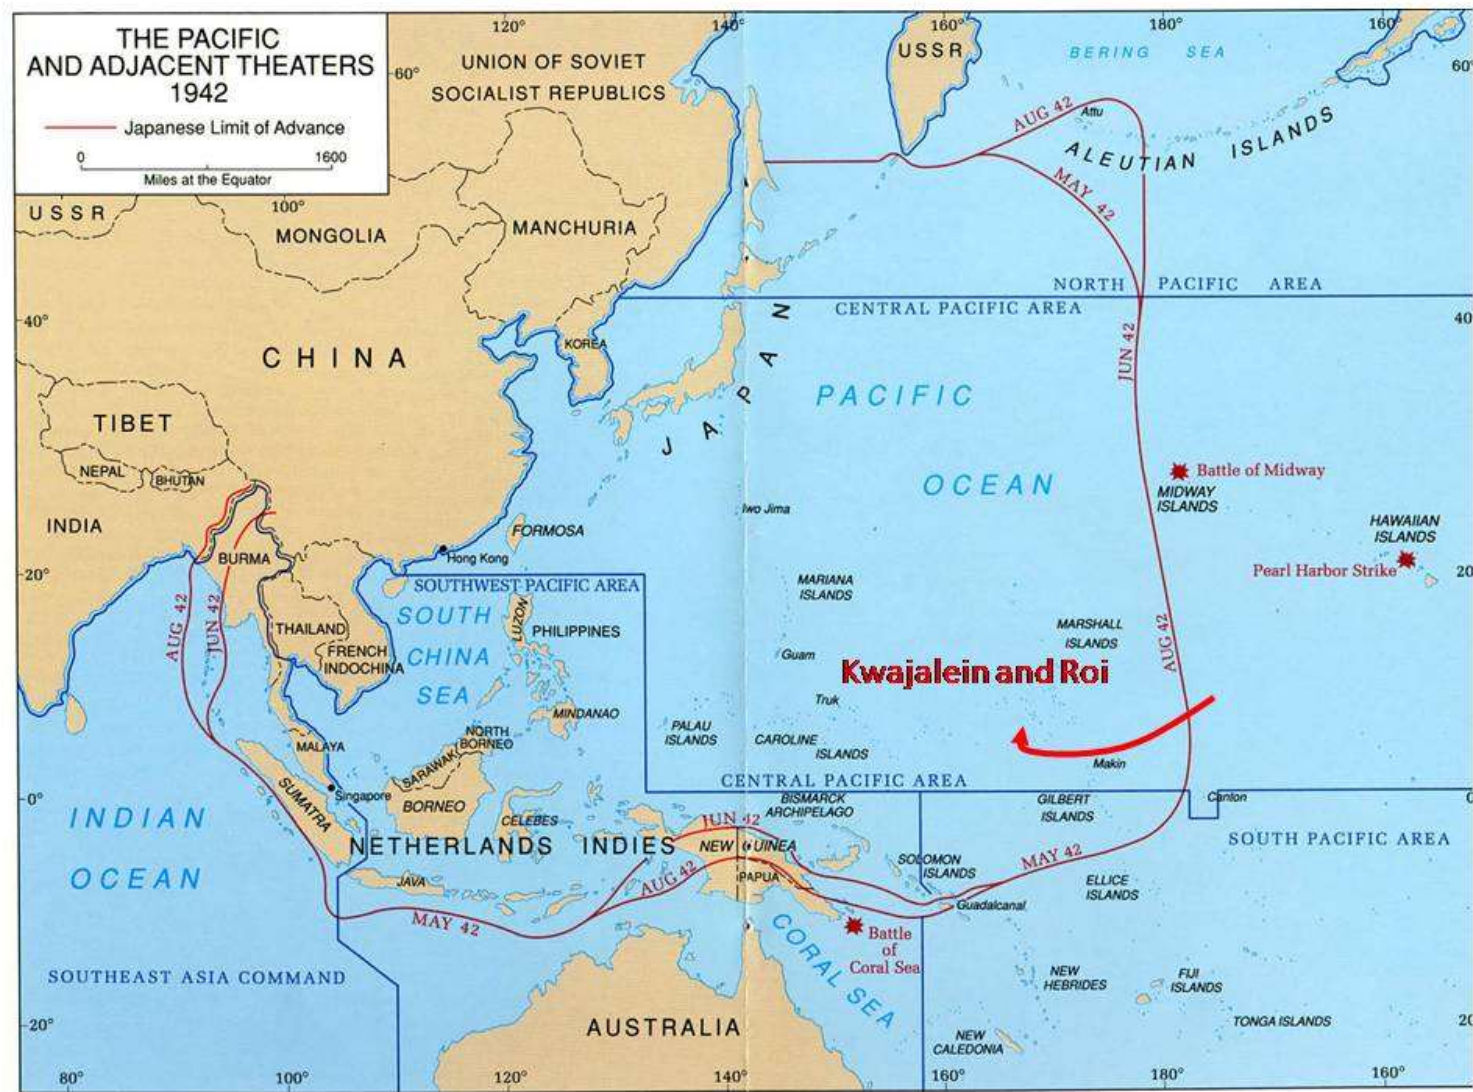 THE PACIFIC
AND ADJACENT THEATERS
1942
Japanese Limit of Advance
0 1600
Miles at the Equator
120°
140°
160°
180°
160°
60°
60°
UNION OF SOVIET
SOCIALIST REPUBLICS
USSR
BERING SEA
AUG 42
Attu
ALEUTIAN ISLANDS
MAY 42
USSR
100°
MONGOLIA
MANCHURIA
NORTH PACIFIC AREA
CENTRAL PACIFIC AREA
40°
40
CHINA
KOREA
JAPAN
JUN 42
PACIFIC
OCEAN
TIBET
NEPAL
BHUTAN
INDIA
BURMA
Battle of Midway
MIDWAY
ISLANDS
Iwo Jima
FORMOSA
Hong Kong
HAWAIIAN
ISLANDS
Pearl Harbor Strike
20°
20
SOUTHWEST PACIFIC AREA
MARIANA
ISLANDS
AUG 42
JUN 42
SOUTH
CHINA
SEA
LUZON
PHILIPPINES
THAILAND
FRENCH
INDOCHINA
MARSHALL
ISLANDS
AUG 42
Guam
Kwajalein and Roi
Truk
MINDANAO
PALAU
ISLANDS
CAROLINE
ISLANDS
NORTH
BORNEO
MALAYA
SARAWAK
Makin
CENTRAL PACIFIC AREA
0°
0
Singapore
SUMATRA
BORNEO
CELEBES
BISMARCK
ARCHIPELAGO
GILBERT
ISLANDS
Canton
INDIAN
OCEAN
JUN 42
NETHERLANDS INDIES
NEW GUINEA
PAPUA
SOUTH PACIFIC AREA
SOLOMON
ISLANDS
MAY 42
AUG 42
JAVA
ELLICE
ISLANDS
Guadalcanal
MAY 42
Battle
of
Coral Sea
CORAL SEA
SOUTHEAST ASIA COMMAND
NEW
HEBRIDES
FIJI
ISLANDS
20°
20
AUSTRALIA
TONGA ISLANDS
NEW
CALEDONIA
80°
100°
120°
140°
160°
180°
160°